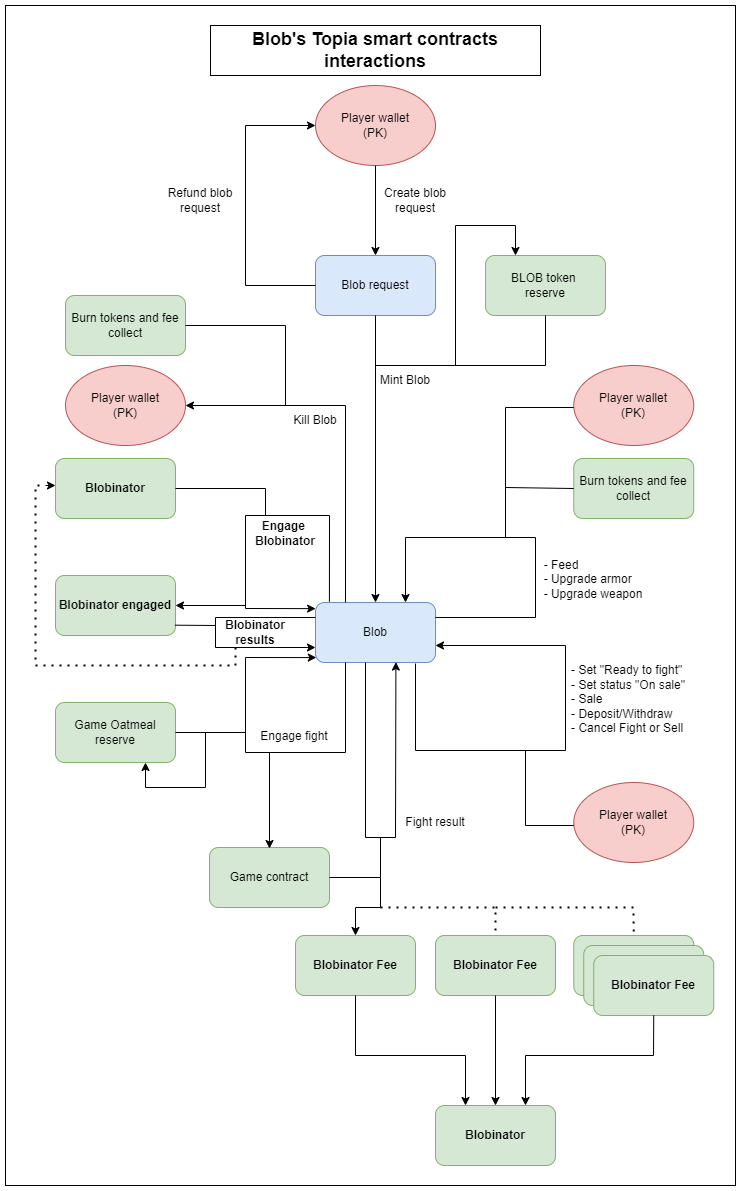 Blob's Topia smart contracts
interactions
Player wallet
(PK)
Refund blob
request
Create blob
request
Blob request
BLOB token
reserve
Burn tokens and fee
collect
Mint Blob
Player wallet
(PK)
Kill Blob
Player wallet
(PK)
Blobinator
Burn tokens and fee
collect
Engage
Blobinator
- Feed
- Upgrade armor
- Upgrade weapon
Blobinator engaged
Blobinator
results
Blob
- Set "Ready to fight"
- Set status "On sale"
- Sale
- Deposit/Withdraw
- Cancel Fight or Sell
Game Oatmeal
reserve
Engage fight
Player wallet
(PK)
Fight result
Game contract
Blobinator Fee
Blobinator Fee
Blobinator Fee
Blobinator